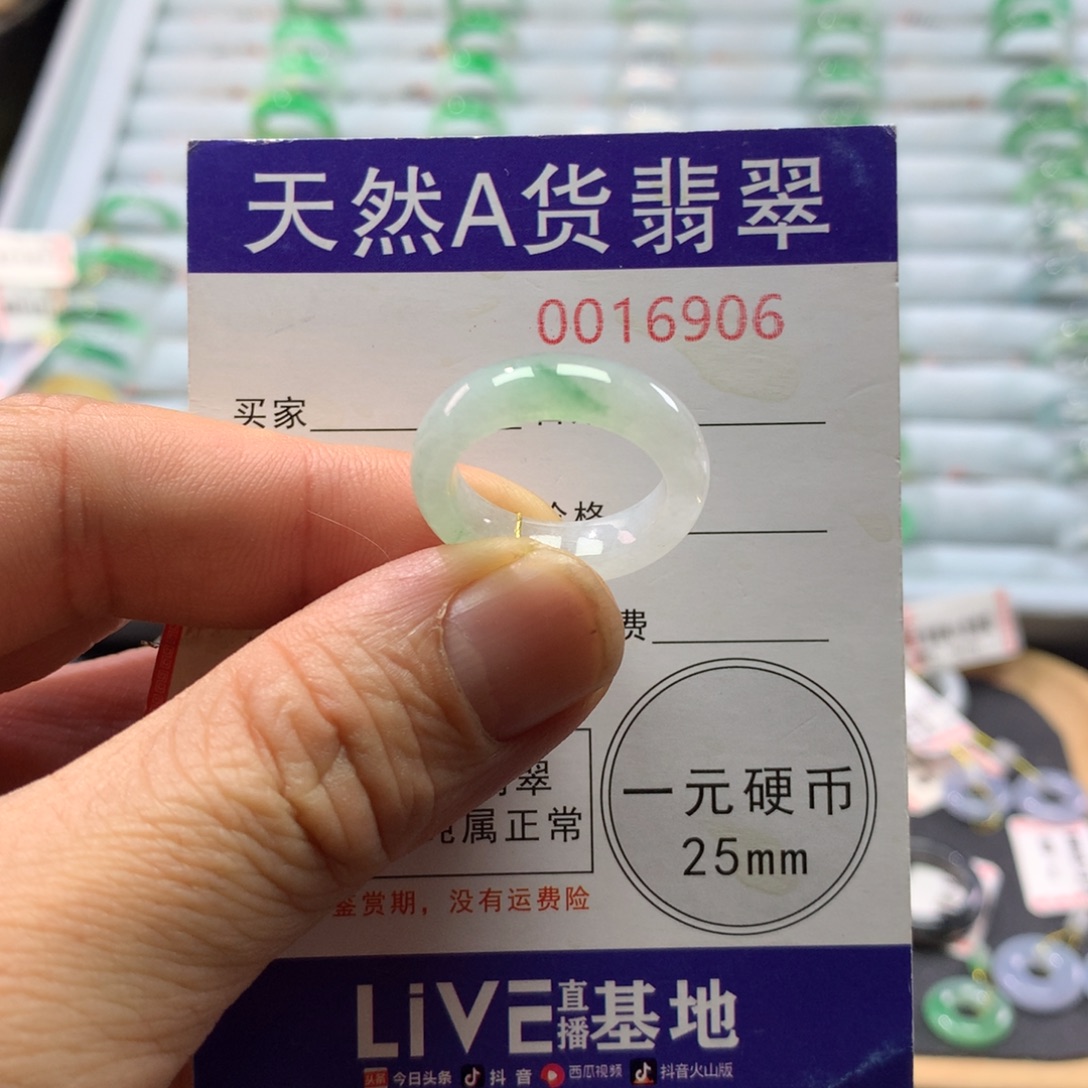 天然A货翡翠
0016906
买家
价格
费
翠
属正常
25mm
一元硬币
鉴赏期，没有运费险
LiVE直播基地
头条 今日头条 抖音 西瓜视频 抖音火山版